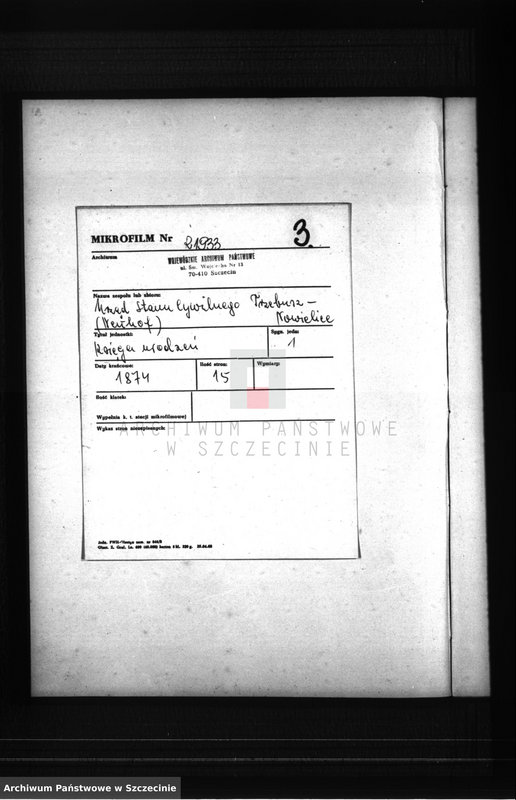 3.
MIKROFILM Nr 21933
Archiwum
WOJEWÓDZKIE ARCHIWUM PAŃSTWOWE
ul. Św. Wojciecha Nr 13
70-410 Szczecin
Nazwa zespołu lub zbioru:
Urząd Stanu Cywilnego Trzebusz –
(Neuhof) Nowielice
Tytuł jednostki: Sygn. jedn:
Księga urodzeń 1
Daty krańcowe: Ilość stron: Wymiary:
1874 15
Ilość klatek:
Wypełnia k. t. stacji mikrofilmowej
Wykaz stron niezapisanych:
ARCHIWUM PAŃSTWOWE
W SZCZECINIE
Archiwum Państwowe w Szczecinie